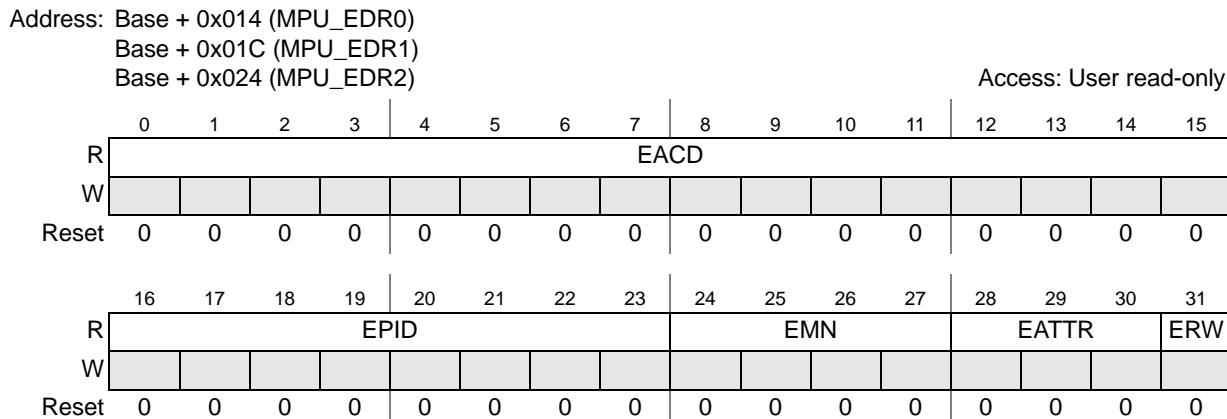 Address: Base + 0x014 (MPU_EDR0)
Base + 0x01C (MPU_EDR1)
Base + 0x024 (MPU_EDR2) Access: User read-only
0 1 2 3 4 5 6 7 8 9 10 11 12 13 14 15
R EACD
W
Reset 0 0 0 0 0 0 0 0 0 0 0 0 0 0 0 0
16 17 18 19 20 21 22 23 24 25 26 27 28 29 30 31
R EPID EMN EATTR ERW
W
Reset 0 0 0 0 0 0 0 0 0 0 0 0 0 0 0 0